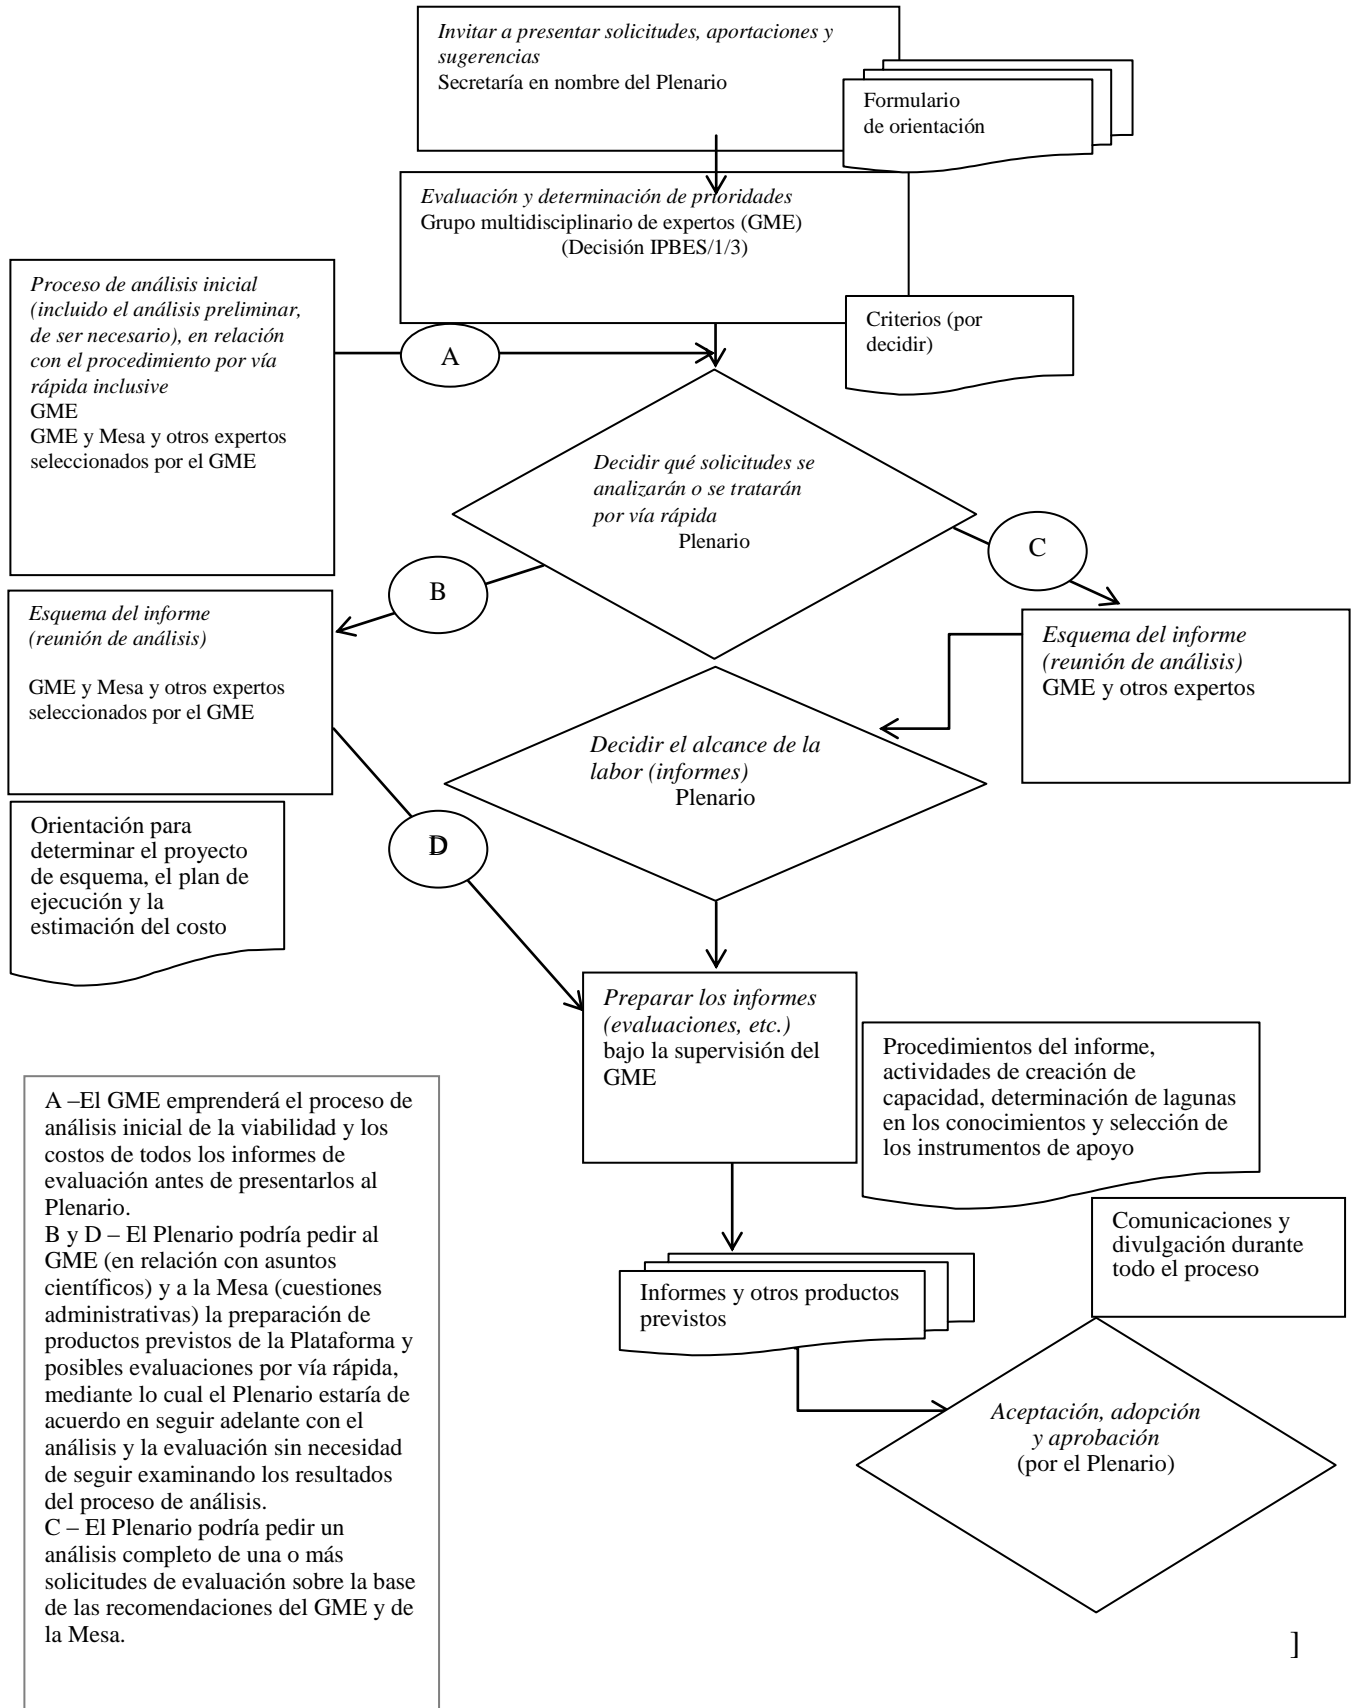 Invitar a presentar solicitudes, aportaciones y
sugerencias
Secretaría en nombre del Plenario
Formulario
de orientación
Evaluación y determinación de prioridades
Grupo multidisciplinario de expertos (GME)
(Decisión IPBES/1/3)
Proceso de análisis inicial
(incluido el análisis preliminar,
de ser necesario), en relación
con el procedimiento por vía
rápida inclusive
GME
GME y Mesa y otros expertos
seleccionados por el GME
A
Criterios (por
decidir)
Decidir qué solicitudes se
analizarán o se tratarán
por vía rápida
Plenario
B
C
Esquema del informe
(reunión de análisis)
GME y Mesa y otros expertos
seleccionados por el GME
Esquema del informe
(reunión de análisis)
GME y otros expertos
Decidir el alcance de la
labor (informes)
Plenario
Orientación para
determinar el proyecto
de esquema, el plan de
ejecución y la
estimación del costo
D
Preparar los informes
(evaluaciones, etc.)
bajo la supervisión del
GME
Procedimientos del informe,
actividades de creación de
capacidad, determinación de lagunas
en los conocimientos y selección de
los instrumentos de apoyo
A –El GME emprenderá el proceso de
análisis inicial de la viabilidad y los
costos de todos los informes de
evaluación antes de presentarlos al
Plenario.
B y D – El Plenario podría pedir al
GME (en relación con asuntos
científicos) y a la Mesa (cuestiones
administrativas) la preparación de
productos previstos de la Plataforma y
posibles evaluaciones por vía rápida,
mediante lo cual el Plenario estaría de
acuerdo en seguir adelante con el
análisis y la evaluación sin necesidad
de seguir examinando los resultados
del proceso de análisis.
C – El Plenario podría pedir un
análisis completo de una o más
solicitudes de evaluación sobre la base
de las recomendaciones del GME y de
la Mesa.
Comunicaciones y
divulgación durante
todo el proceso
Informes y otros productos
previstos
Aceptación, adopción
y aprobación
(por el Plenario)
]